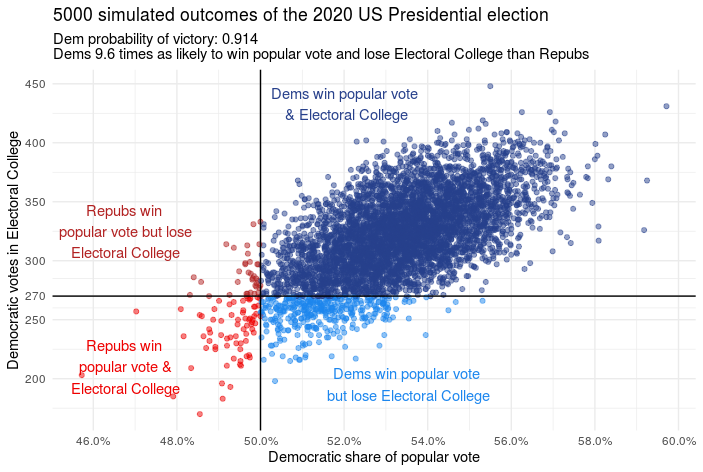 5000 simulated outcomes of the 2020 US Presidential election
Dem probability of victory: 0.914
Dems 9.6 times as likely to win popular vote and lose Electoral College than Repubs
Democratic votes in Electoral College
450
400
350
300
270
250
200
Dems win popular vote
& Electoral College
Repubs win
popular vote but lose
Electoral College
Repubs win
popular vote &
Electoral College
Dems win popular vote
but lose Electoral College
46.0%
48.0%
50.0%
52.0%
54.0%
56.0%
58.0%
60.0%
Democratic share of popular vote